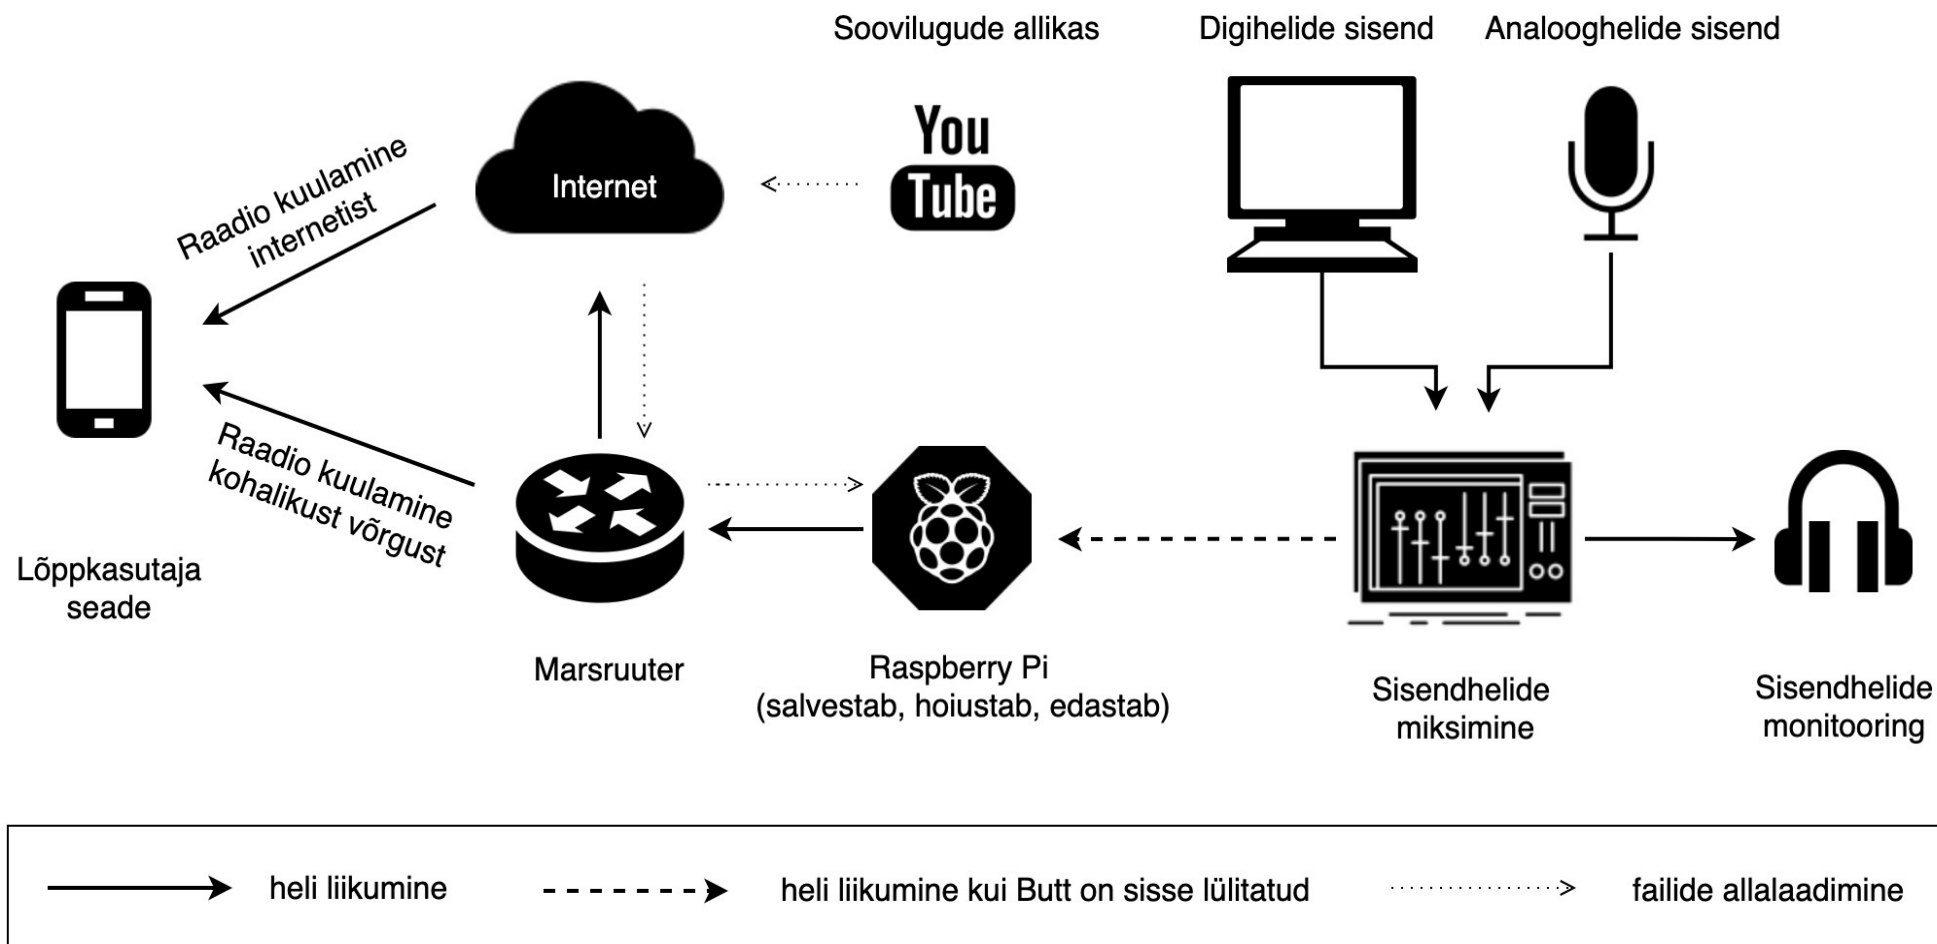 Soovilugude allikas
Digihelide sisend
Analooghelide sisend
You
Tube
Internet
Raadio kuulamine
internetist
Raadio kuulamine
kohalikust võrgust
Lõppkasutaja
seade
Marsruuter
Raspberry Pi
(salvestab, hoiustab, edastab)
Sisendhelide
miksimine
Sisendhelide
monitooring
heli liikumine
heli liikumine kui Butt on sisse lülitatud
failide allalaadimine